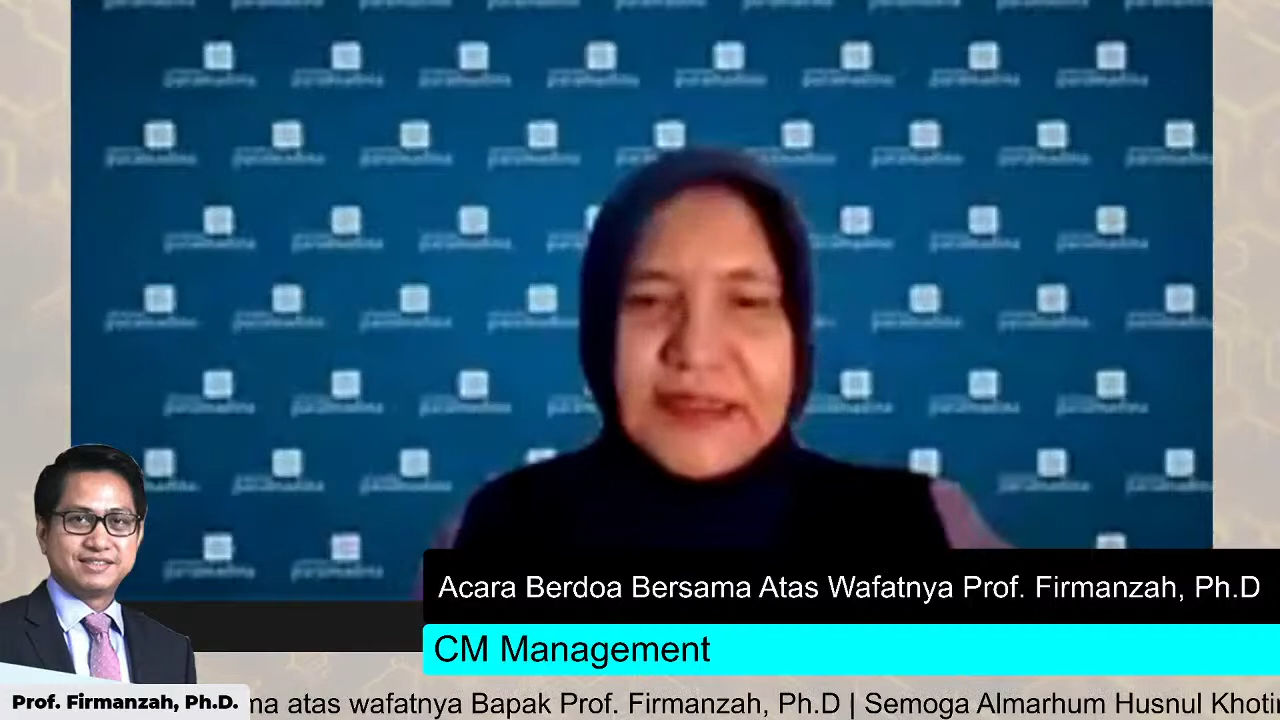 Acara Berdoa Bersama Atas Wafatnya Prof. Firmanzah, Ph.D
CM Management
Prof. Firmanzah, Ph.D.
ma atas wafatnya Bapak Prof. Firmanzah, Ph.D | Semoga Almarhum Husnul Khoti